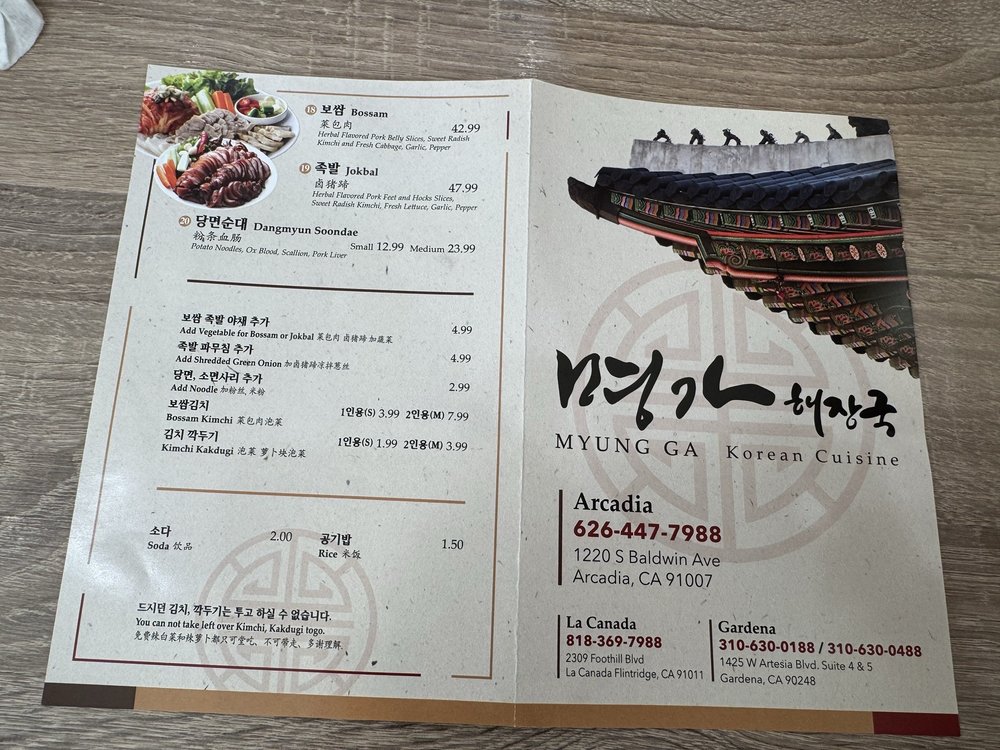 18 보쌈 Bossam
菜包肉 42.99
Herbal Flavored Pork Belly Slices, Sweet Radish
Kimchi and Fresh Cabbage, Garlic, Pepper
19 족발 Jokbal
卤猪蹄 47.99
Herbal Flavored Pork Feet and Hocks Slices,
Sweet Radish Kimchi, Fresh Lettuce, Garlic, Pepper
20 당면순대 Dangmyun Soondae
粉条血肠 Small 12.99 Medium 23.99
Potato Noodles, Ox Blood, Scallion, Pork Liver
보쌈 족발 야채 추가 4.99
Add Vegetable for Bossam or Jokbal 菜包肉 卤猪蹄 加蔬菜
족발 파무침 추가 4.99
Add Shredded Green Onion 加卤猪蹄凉拌葱丝
당면, 소면사리 추가 2.99
Add Noodle 加粉丝, 米粉
보쌈김치 1인용(S) 3.99 2인용(M) 7.99
Bossam Kimchi 菜包肉泡菜
김치 깍두기 1인용(S) 1.99 2인용(M) 3.99
Kimchi Kakdugi 泡菜 萝卜块泡菜
소다 2.00 공기밥 1.50
Soda 饮品 Rice 米饭
드시던 김치, 깍두기는 투고 하실 수 없습니다.
You can not take left over Kimchi, Kakdugi togo.
免费辣白菜和辣萝卜都只可堂吃、不可带走、多谢理解.
명가 해장국
MYUNG GA Korean Cuisine
Arcadia
626-447-7988
1220 S Baldwin Ave
Arcadia, CA 91007
La Canada
818-369-7988
2309 Foothill Blvd
La Canada Flintridge, CA 91011
Gardena
310-630-0188 / 310-630-0488
1425 W Artesia Blvd. Suite 4 & 5
Gardena, CA 90248